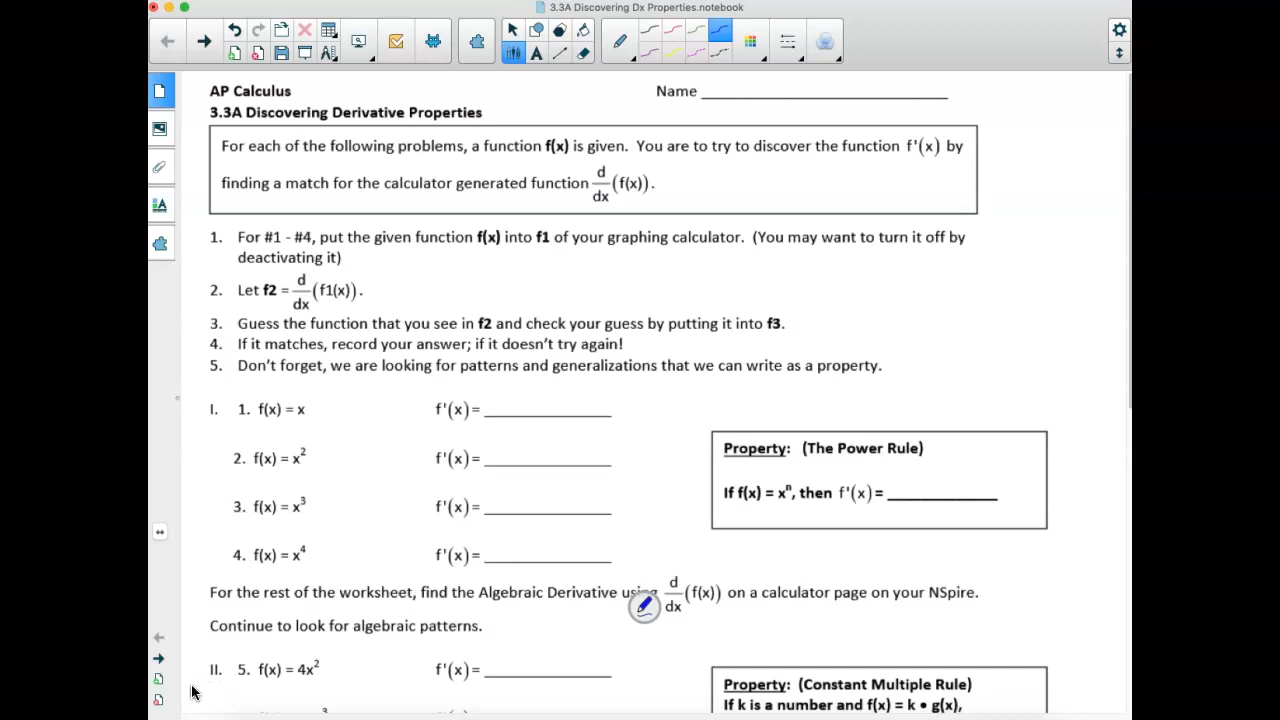 3.3A Discovering Dx Properties.notebook
AP Calculus Name ____________________
3.3A Discovering Derivative Properties
For each of the following problems, a function f(x) is given. You are to try to discover the function f'(x) by
finding a match for the calculator generated function d/dx (f(x)).
1. For #1 - #4, put the given function f(x) into f1 of your graphing calculator. (You may want to turn it off by
deactivating it)
2. Let f2 = d/dx (f1(x)).
3. Guess the function that you see in f2 and check your guess by putting it into f3.
4. If it matches, record your answer; if it doesn't try again!
5. Don't forget, we are looking for patterns and generalizations that we can write as a property.
I. 1. f(x) = x f'(x) = ____________
2. f(x) = x² f'(x) = ____________
3. f(x) = x³ f'(x) = ____________
4. f(x) = x⁴ f'(x) = ____________
Property: (The Power Rule)
If f(x) = xⁿ, then f'(x) = ____________
For the rest of the worksheet, find the Algebraic Derivative using d/dx (f(x)) on a calculator page on your NSpire.
Continue to look for algebraic patterns.
II. 5. f(x) = 4x² f'(x) = ____________
Property: (Constant Multiple Rule)
If k is a number and f(x) = k • g(x),